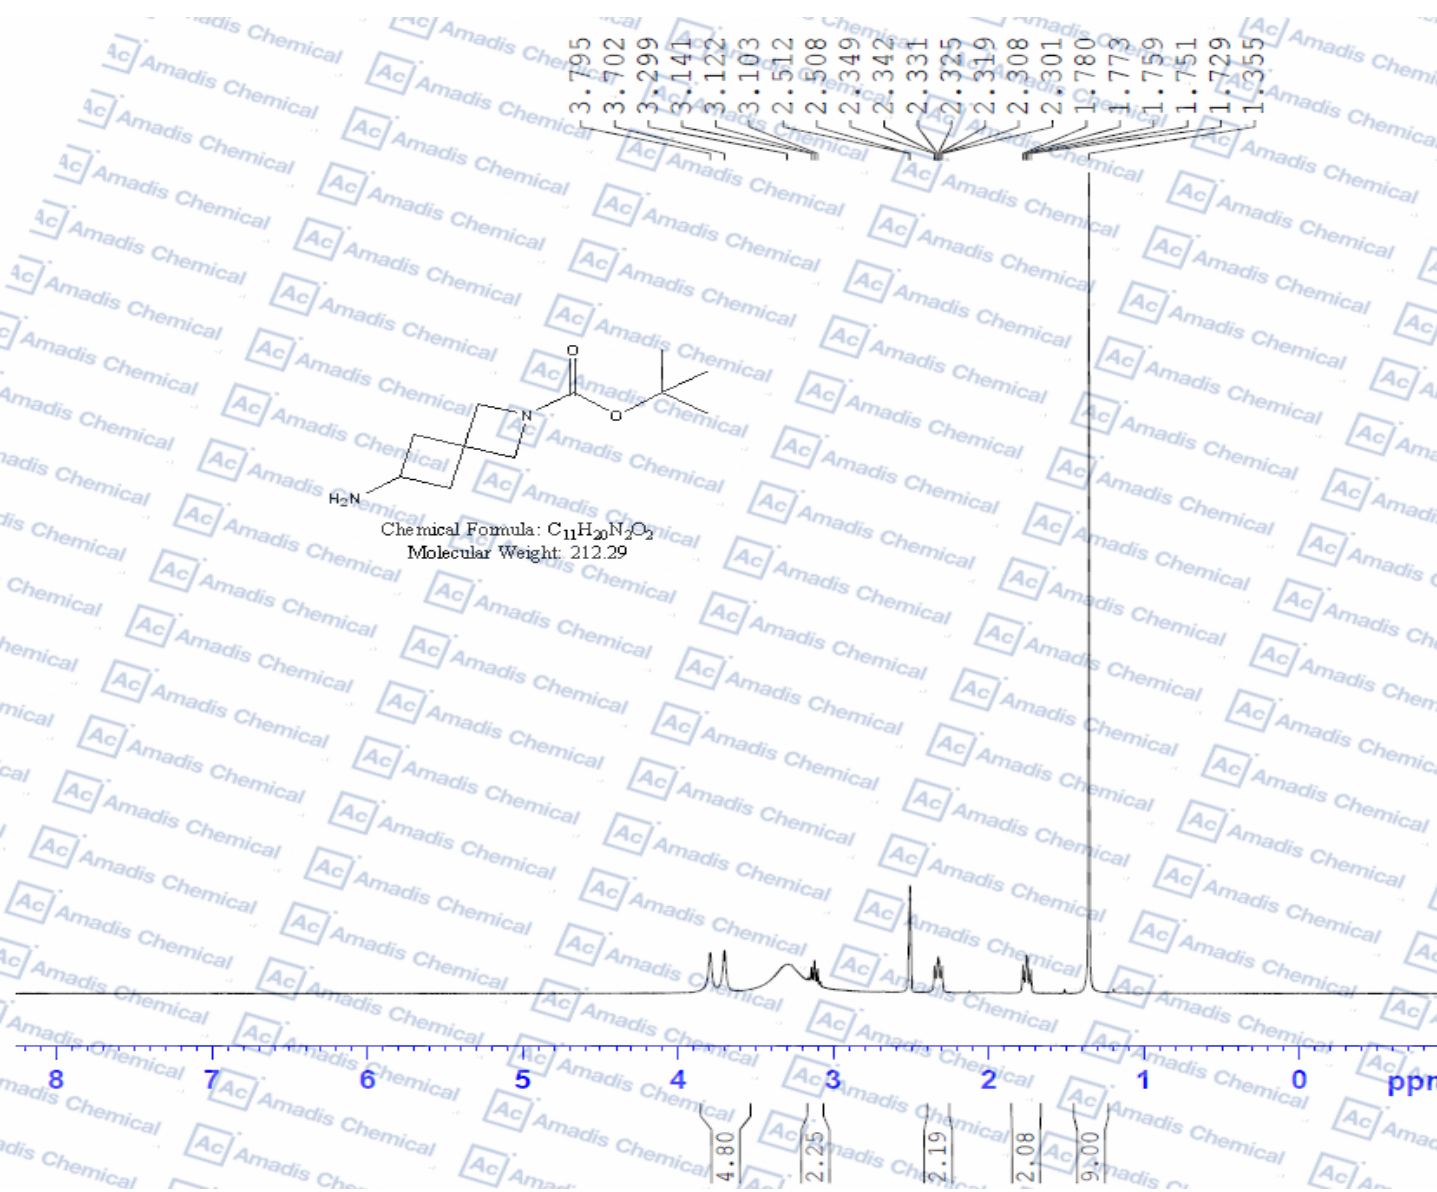 3.795
3.702
3.299
3.141
3.122
3.103
2.512
2.508
2.349
2.342
2.331
2.325
2.319
2.308
2.301
1.780
1.773
1.759
1.751
1.729
1.355
Ac Amadis Chemical
O
N
O
H₂N
Chemical Formula: C₁₁H₂₀N₂O₂
Molecular Weight: 212.29
8 7 6 5 4 3 2 1 0 ppm
4.80 2.25 2.19 2.08 9.00